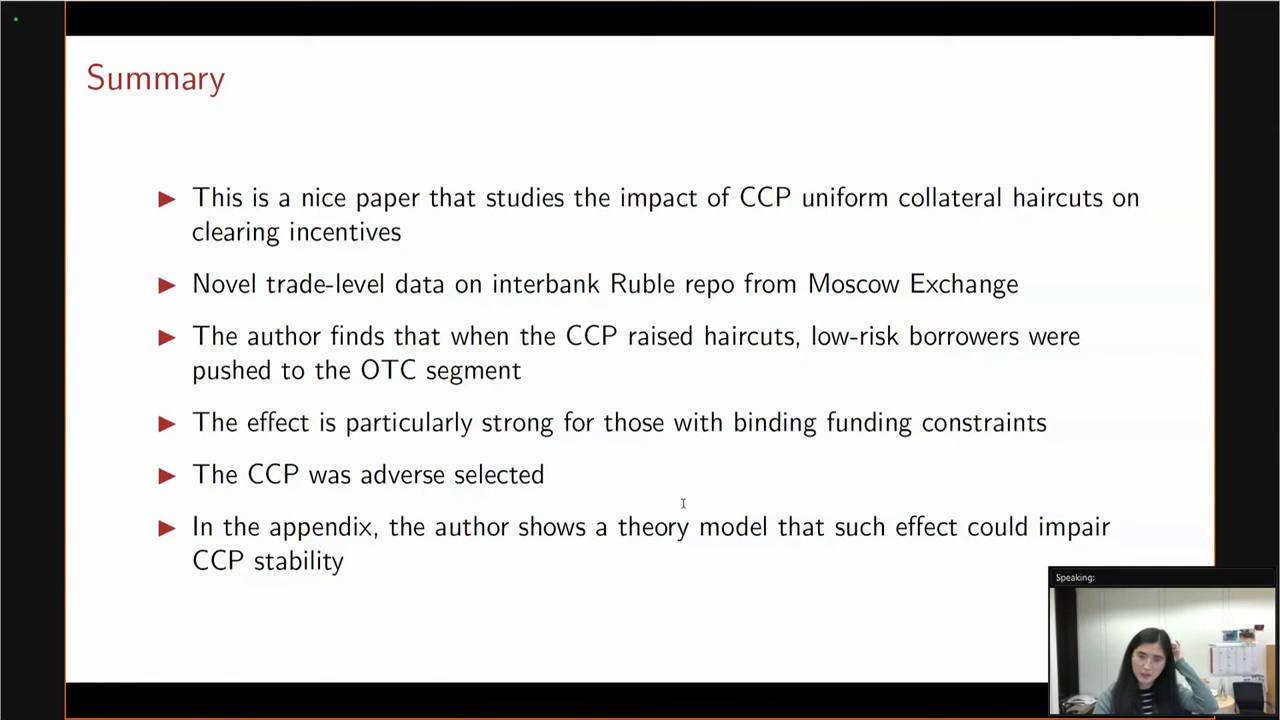 Summary
This is a nice paper that studies the impact of CCP uniform collateral haircuts on
clearing incentives
Novel trade-level data on interbank Ruble repo from Moscow Exchange
The author finds that when the CCP raised haircuts, low-risk borrowers were
pushed to the OTC segment
The effect is particularly strong for those with binding funding constraints
The CCP was adverse selected
In the appendix, the author shows a theory model that such effect could impair
CCP stability
Speaking: